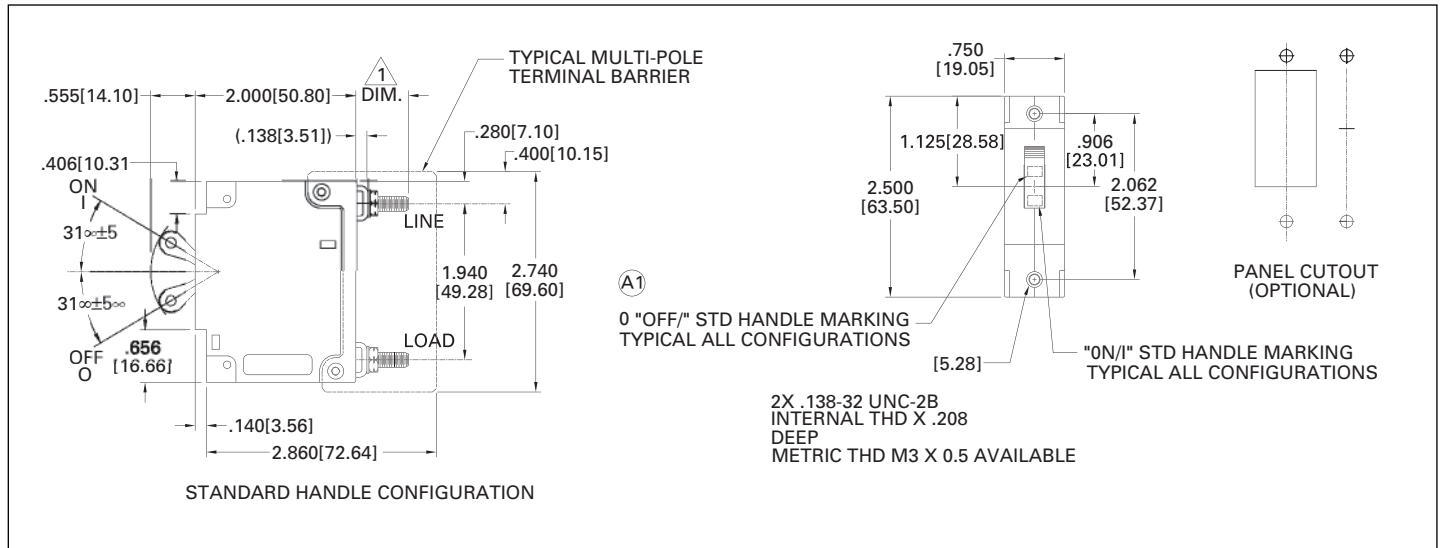 TYPICAL MULTI-POLE
TERMINAL BARRIER
1
DIM.
.555[14.10]
2.000[50.80]
(.138[3.51])
.280[7.10]
.400[10.15]
.406[10.31
ON
I
31∞±5
31∞±5∞
OFF
O
.656
[16.66]
LINE
1.940
[49.28]
2.740
[69.60]
LOAD
.140[3.56]
2.860[72.64]
STANDARD HANDLE CONFIGURATION
A1
0 "OFF/" STD HANDLE MARKING
TYPICAL ALL CONFIGURATIONS
.750
[19.05]
1.125[28.58]
.906
[23.01]
2.500
[63.50]
2.062
[52.37]
[5.28]
"0N/I" STD HANDLE MARKING
TYPICAL ALL CONFIGURATIONS
2X .138-32 UNC-2B
INTERNAL THD X .208
DEEP
METRIC THD M3 X 0.5 AVAILABLE
PANEL CUTOUT
(OPTIONAL)